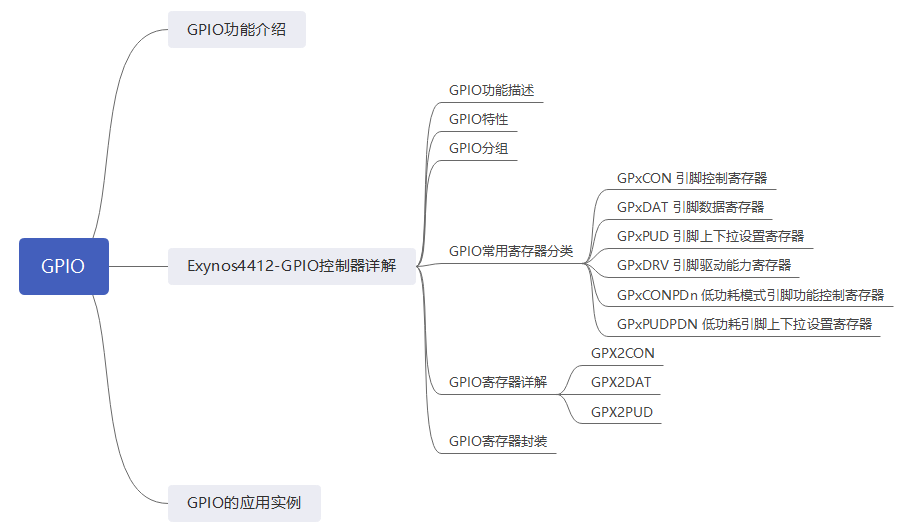 GPIO
GPIO功能介绍
Exynos4412-GPIO控制器详解
GPIO功能描述
GPIO特性
GPIO分组
GPIO常用寄存器分类
GPxCON 引脚控制寄存器
GPxDAT 引脚数据寄存器
GPxPUD 引脚上下拉设置寄存器
GPxDRV 引脚驱动能力寄存器
GPxCONPDn 低功耗模式引脚功能控制寄存器
GPxPUDPDN 低功耗引脚上下拉设置寄存器
GPIO寄存器详解
GPX2CON
GPX2DAT
GPX2PUD
GPIO寄存器封装
GPIO的应用实例